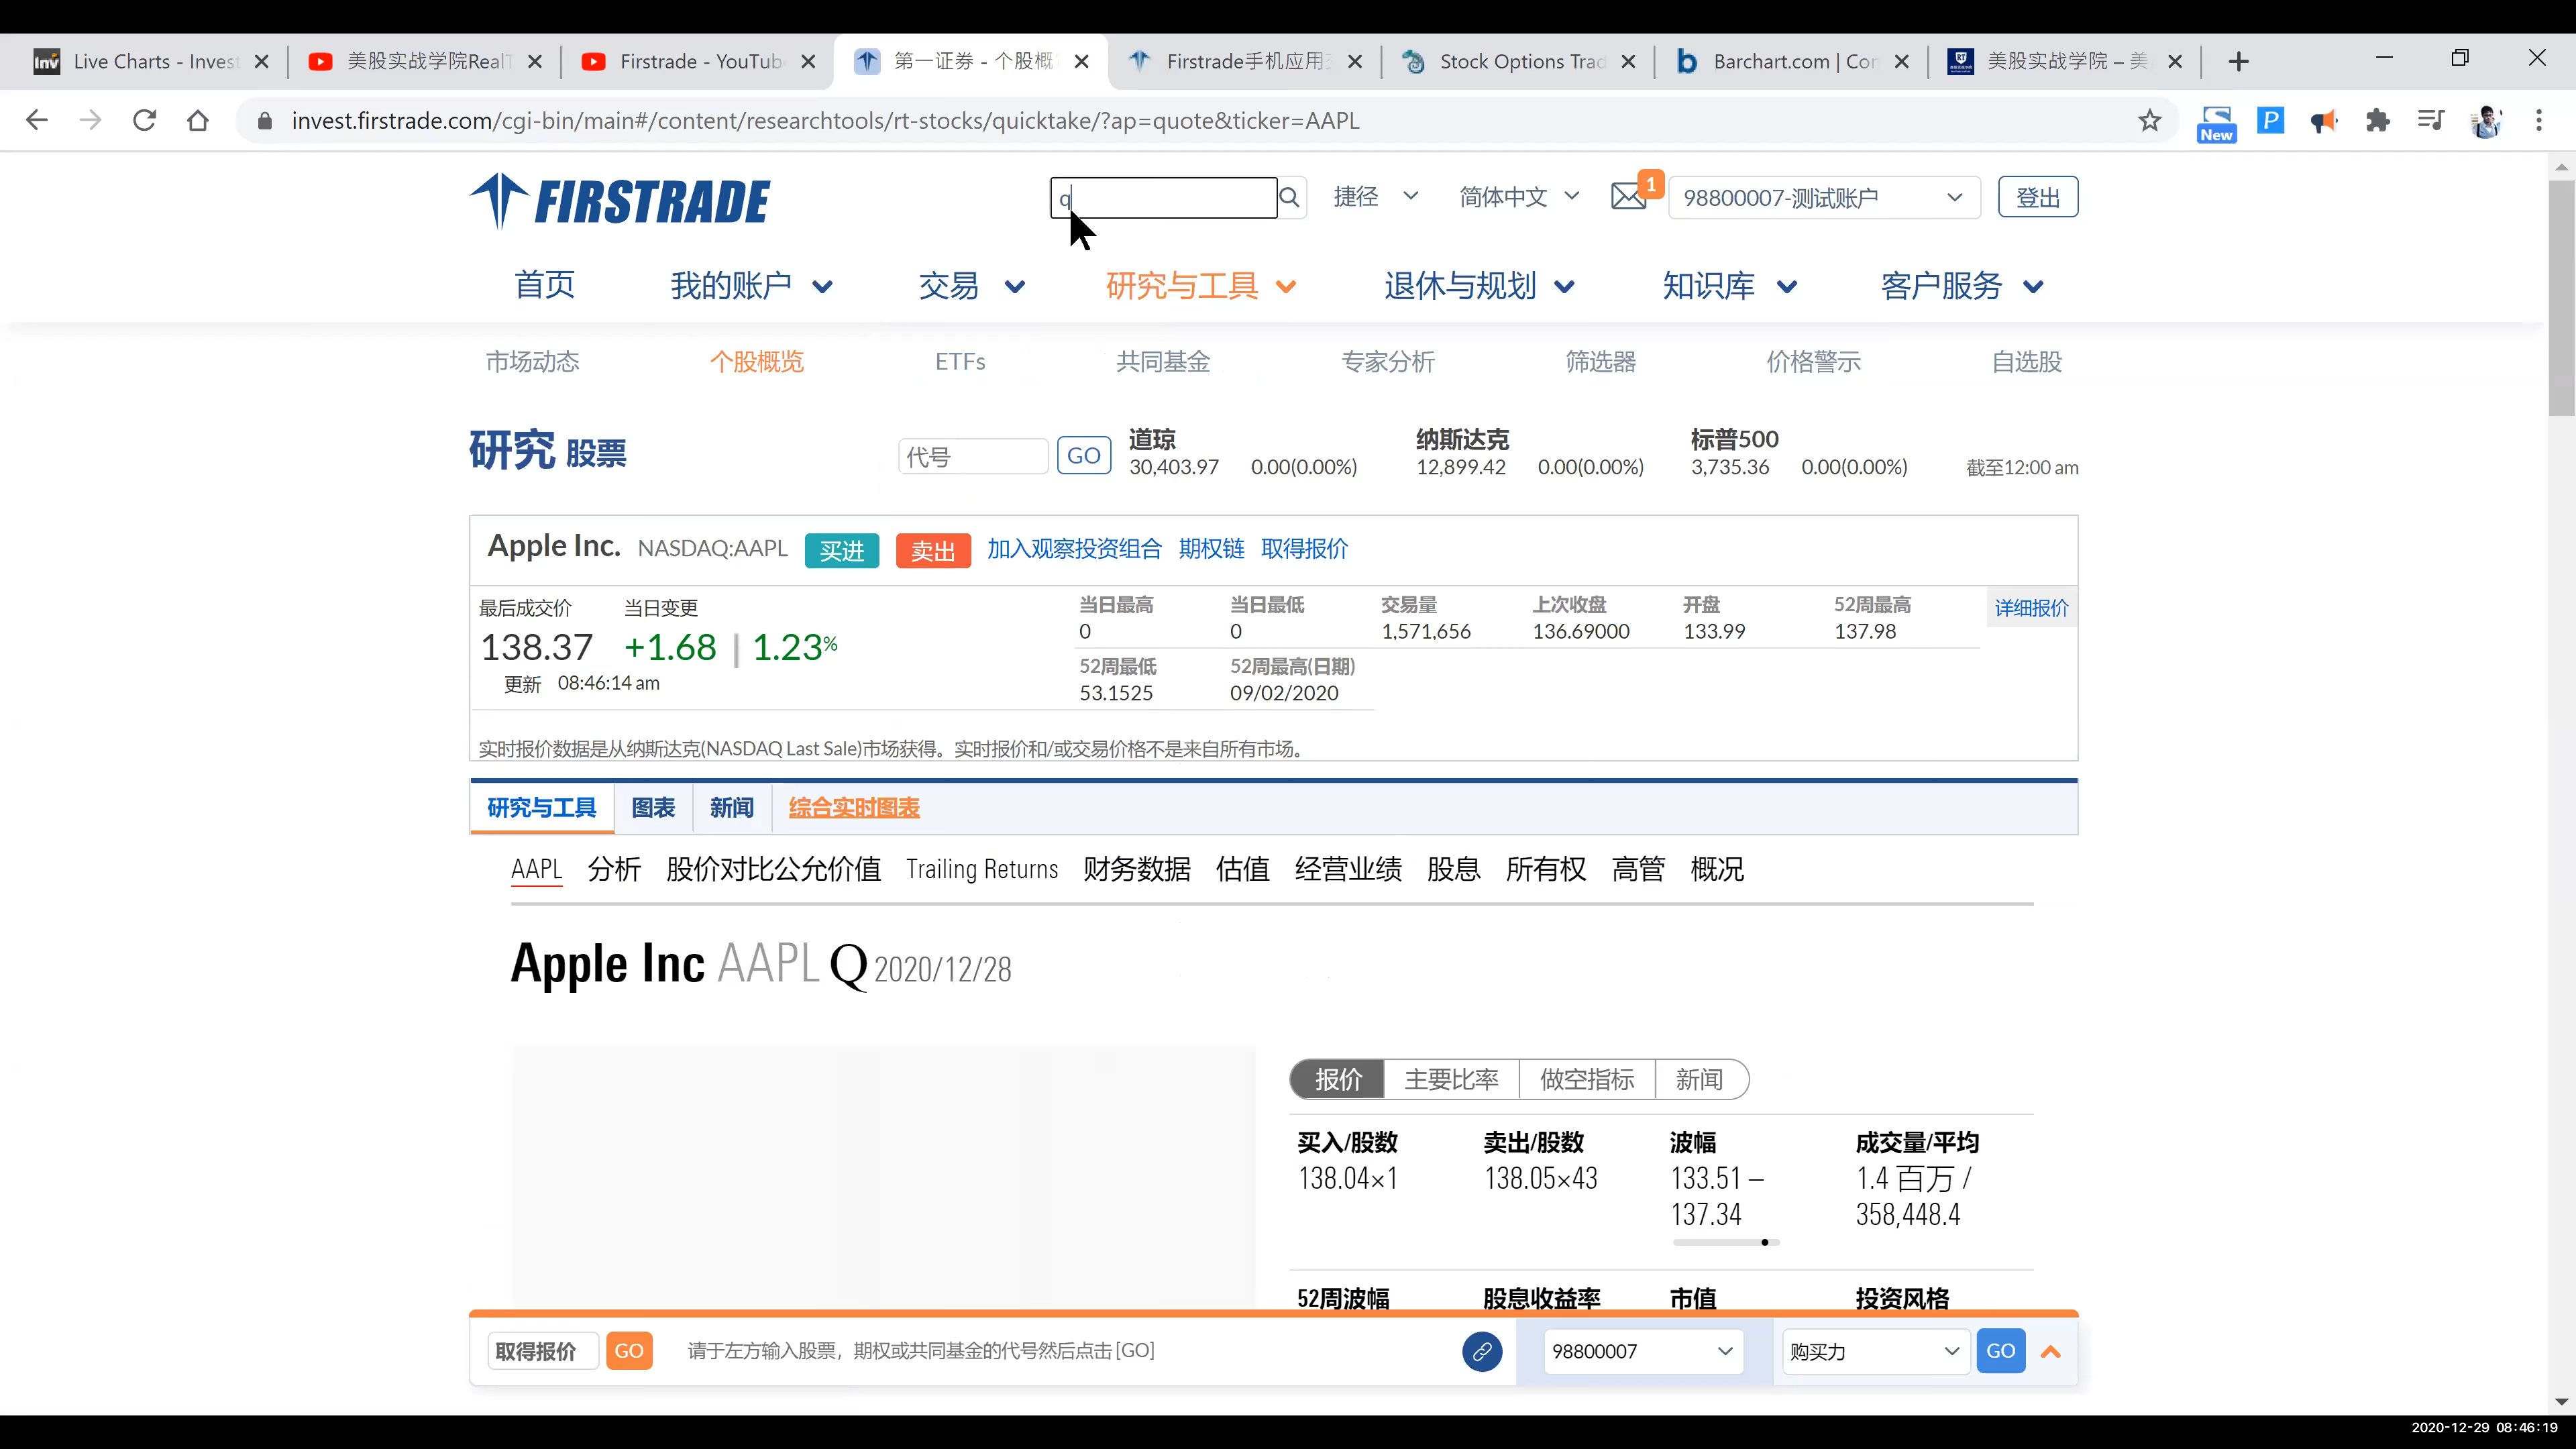 Live Charts - Invest
美股实战学院RealT
Firstrade - YouTub
第一证券 - 个股概
Firstrade手机应用
Stock Options Trad
Barchart.com | Co
美股实战学院 – 美
invest.firstrade.com/cgi-bin/main#/content/researchtools/rt-stocks/quicktake/?ap=quote&ticker=AAPL
New
FIRSTRADE
q
捷径
简体中文
1
98800007-测试账户
登出
首页 我的账户 交易 研究与工具 退休与规划 知识库 客户服务
市场动态 个股概览 ETFs 共同基金 专家分析 筛选器 价格警示 自选股
研究 股票
代号
GO
道琼 纳斯达克 标普500
30,403.97 0.00(0.00%) 12,899.42 0.00(0.00%) 3,735.36 0.00(0.00%) 截至12:00 am
Apple Inc. NASDAQ:AAPL 买进 卖出 加入观察投资组合 期权链 取得报价
最后成交价 当日变更
138.37 +1.68 | 1.23%
更新 08:46:14 am
当日最高 当日最低 交易量 上次收盘 开盘 52周最高
0 0 1,571,656 136.69000 133.99 137.98
详细报价
52周最低 52周最高(日期)
53.1525 09/02/2020
实时报价数据是从纳斯达克(NASDAQ Last Sale)市场获得。实时报价和/或交易价格不是来自所有市场。
研究与工具 图表 新闻 综合实时图表
AAPL 分析 股价对比公允价值 Trailing Returns 财务数据 估值 经营业绩 股息 所有权 高管 概况
Apple Inc AAPL Q 2020/12/28
报价 主要比率 做空指标 新闻
买入/股数 卖出/股数 波幅 成交量/平均
138.04×1 138.05×43 133.51 – 1.4 百万 /
137.34 358,448.4
52周波幅 股息收益率 市值 投资风格
取得报价 GO 请于左方输入股票，期权或共同基金的代号然后点击[GO] 98800007 购买力 GO
2020-12-29 08:46:19